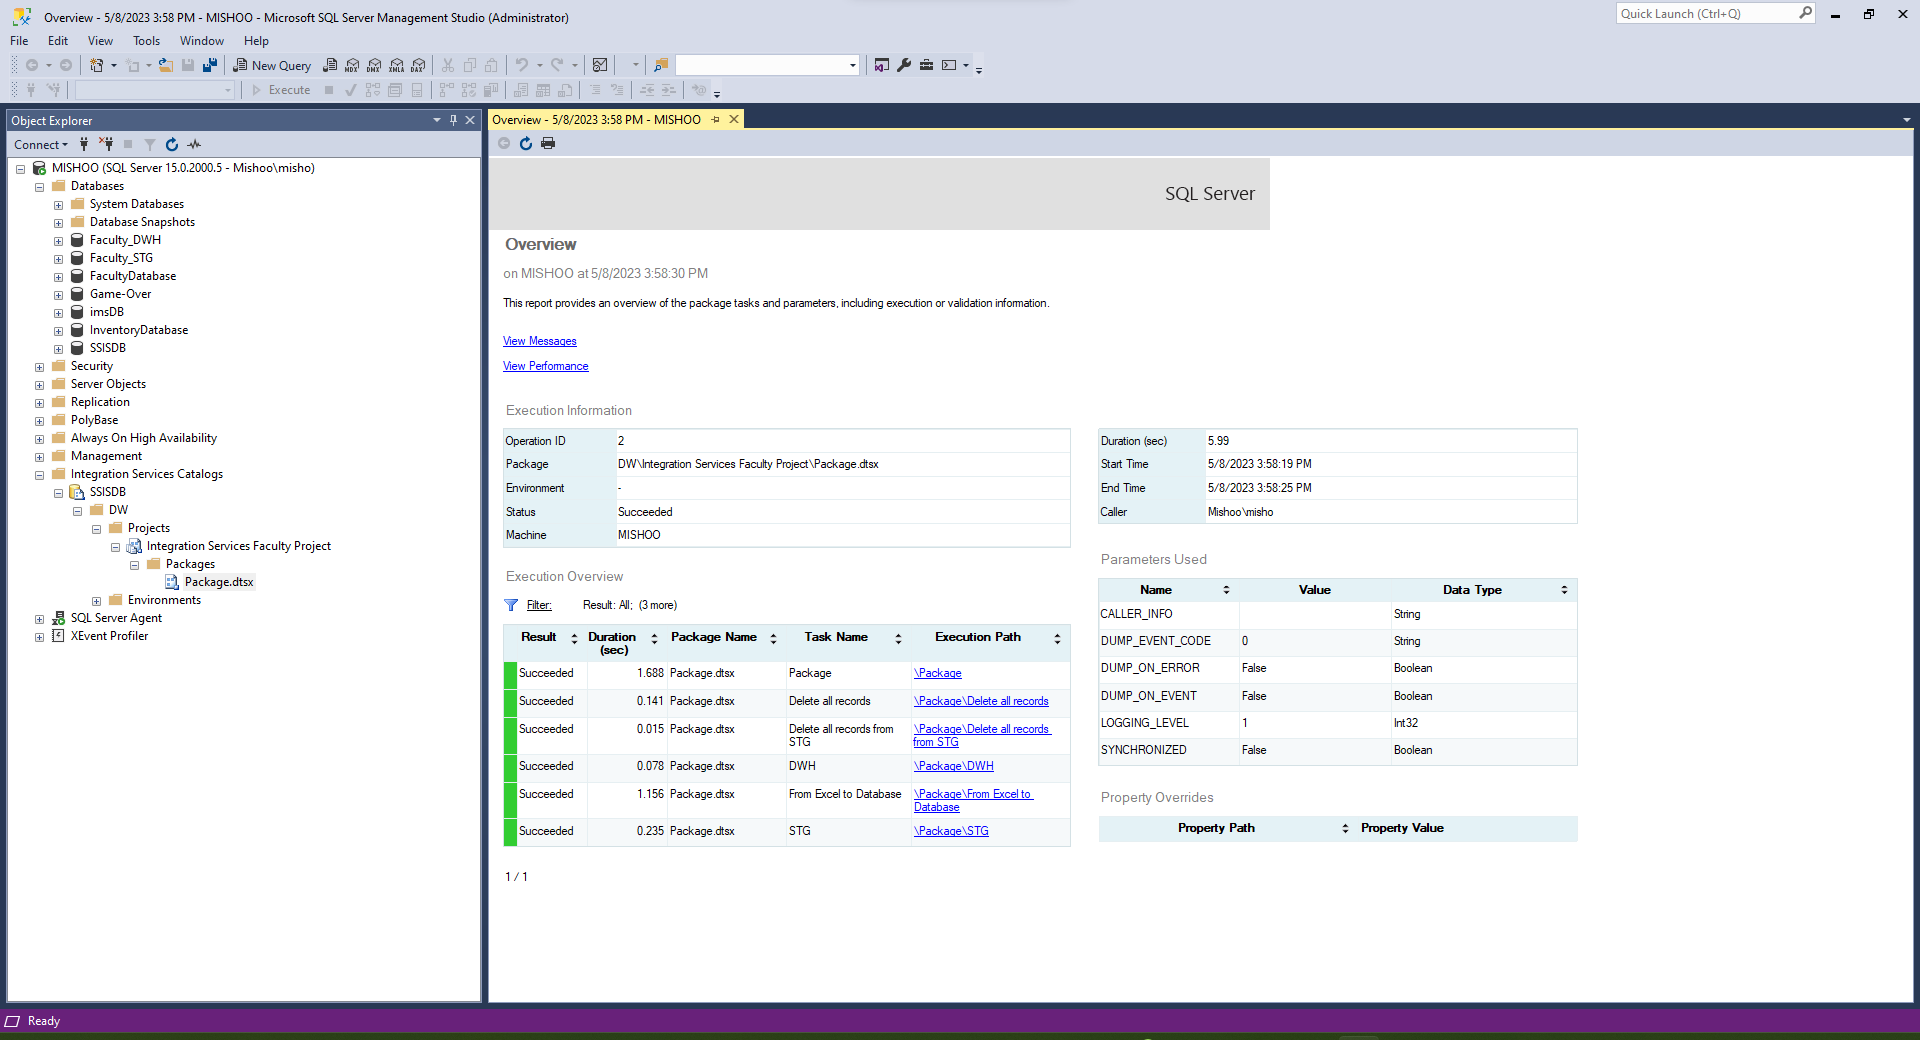 Overview - 5/8/2023 3:58 PM - MISHOO - Microsoft SQL Server Management Studio (Administrator)
Quick Launch (Ctrl+Q)
File Edit View Tools Window Help
New Query MDX DMX XMLA DAX
Execute
Object Explorer
Connect
MISHOO (SQL Server 15.0.2000.5 - Mishoo\misho)
Databases
System Databases
Database Snapshots
Faculty_DWH
Faculty_STG
FacultyDatabase
Game-Over
imsDB
InventoryDatabase
SSISDB
Security
Server Objects
Replication
PolyBase
Always On High Availability
Management
Integration Services Catalogs
SSISDB
DW
Projects
Integration Services Faculty Project
Packages
Package.dtsx
Environments
SQL Server Agent
XEvent Profiler
Overview - 5/8/2023 3:58 PM - MISHOO
SQL Server
Overview
on MISHOO at 5/8/2023 3:58:30 PM
This report provides an overview of the package tasks and parameters, including execution or validation information.
View Messages
View Performance
Execution Information
Operation ID 2
Package DW\Integration Services Faculty Project\Package.dtsx
Environment -
Status Succeeded
Machine MISHOO
Duration (sec) 5.99
Start Time 5/8/2023 3:58:19 PM
End Time 5/8/2023 3:58:25 PM
Caller Mishoo\misho
Execution Overview
Filter: Result: All; (3 more)
Result Duration (sec) Package Name Task Name Execution Path
Succeeded 1.688 Package.dtsx Package \Package
Succeeded 0.141 Package.dtsx Delete all records \Package\Delete all records
Succeeded 0.015 Package.dtsx Delete all records from STG \Package\Delete all records from STG
Succeeded 0.078 Package.dtsx DWH \Package\DWH
Succeeded 1.156 Package.dtsx From Excel to Database \Package\From Excel to Database
Succeeded 0.235 Package.dtsx STG \Package\STG
1 / 1
Parameters Used
Name Value Data Type
CALLER_INFO String
DUMP_EVENT_CODE 0 String
DUMP_ON_ERROR False Boolean
DUMP_ON_EVENT False Boolean
LOGGING_LEVEL 1 Int32
SYNCHRONIZED False Boolean
Property Overrides
Property Path Property Value
Ready